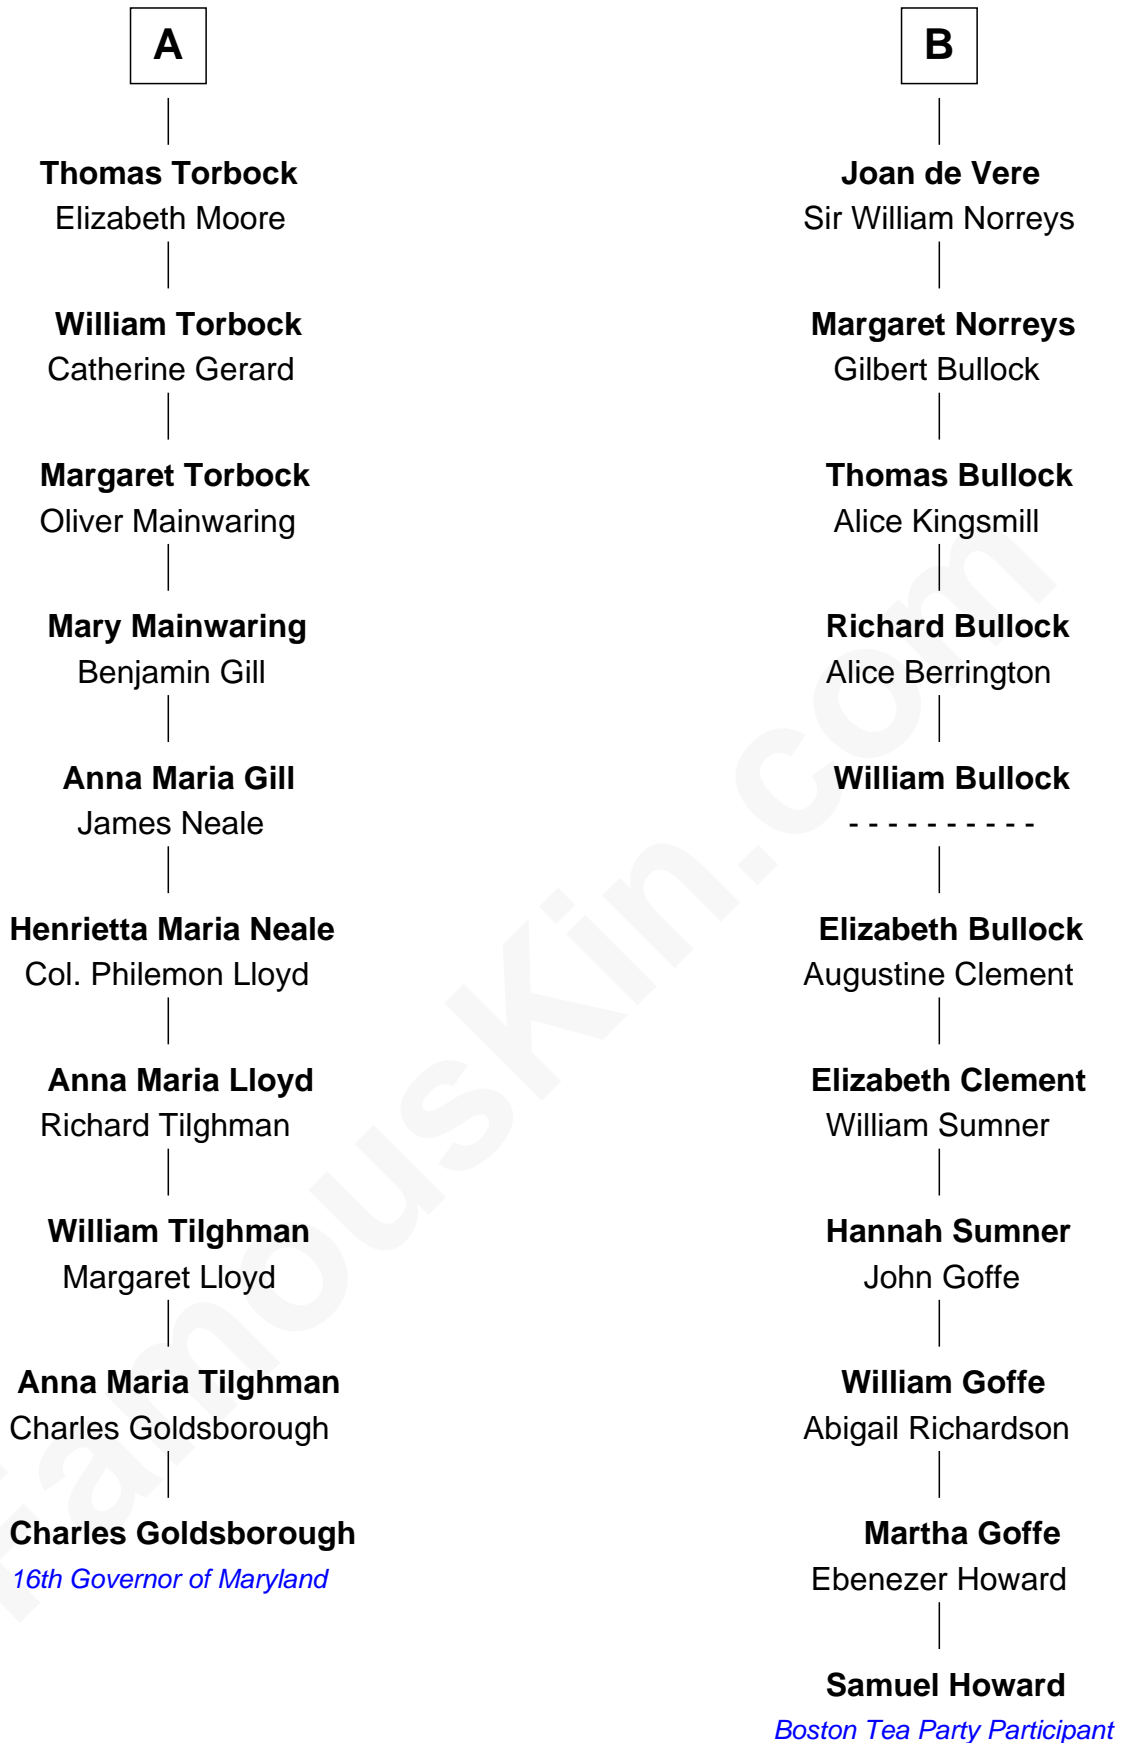 A
Thomas Torbock
Elizabeth Moore
William Torbock
Catherine Gerard
Margaret Torbock
Oliver Mainwaring
Mary Mainwaring
Benjamin Gill
Anna Maria Gill
James Neale
Henrietta Maria Neale
Col. Philemon Lloyd
Anna Maria Lloyd
Richard Tilghman
William Tilghman
Margaret Lloyd
Anna Maria Tilghman
Charles Goldsborough
Charles Goldsborough
16th Governor of Maryland
B
Joan de Vere
Sir William Norreys
Margaret Norreys
Gilbert Bullock
Thomas Bullock
Alice Kingsmill
Richard Bullock
Alice Berrington
William Bullock
- - - - - - - - - -
Elizabeth Bullock
Augustine Clement
Elizabeth Clement
William Sumner
Hannah Sumner
John Goffe
William Goffe
Abigail Richardson
Martha Goffe
Ebenezer Howard
Samuel Howard
Boston Tea Party Participant
FamousKin.com